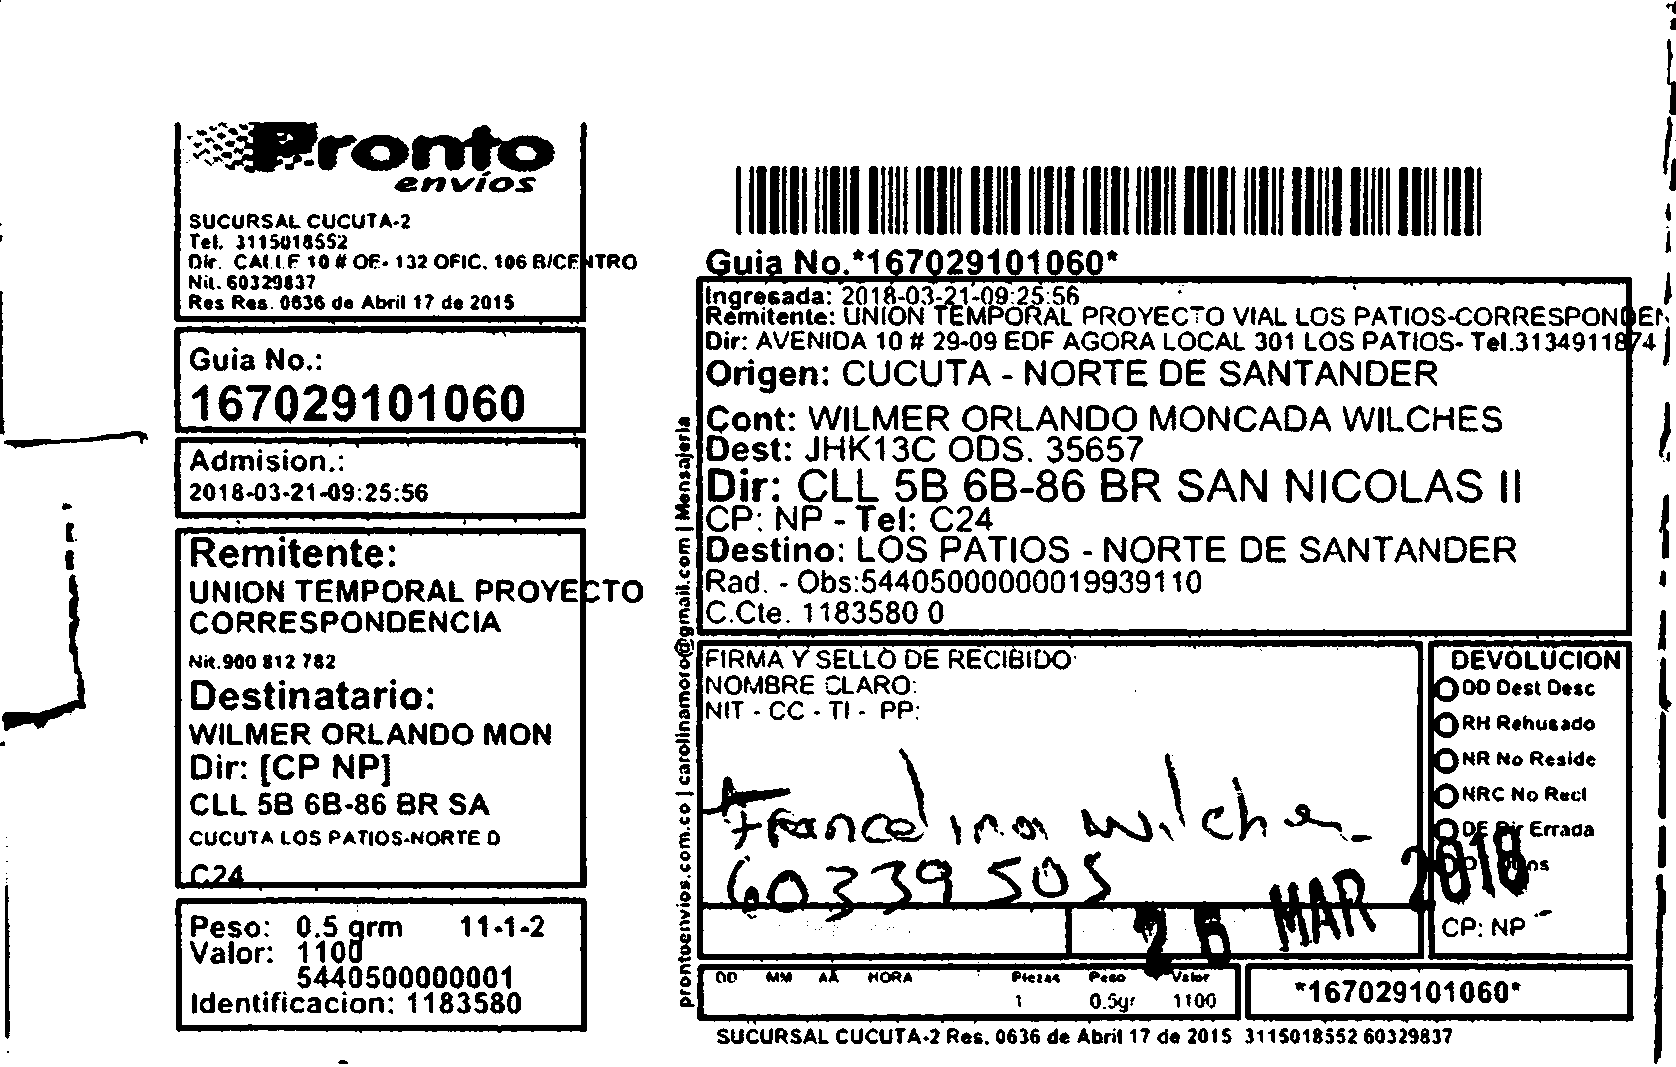 Pronto
envíos
SUCURSAL CUCUTA-2
Tel. 3115018552
Dir. CALLE 10 # OE- 132 OFIC. 106 B/CENTRO
Nit. 60329837
Res Res. 0636 de Abril 17 de 2015
Guia No.:
167029101060
Admision.:
2018-03-21-09:25:56
Remitente:
UNION TEMPORAL PROYECTO
CORRESPONDENCIA
Nit.900 812 782
Destinatario:
WILMER ORLANDO MON
Dir: [CP NP]
CLL 5B 6B-86 BR SA
CUCUTA LOS PATIOS-NORTE D
C24
Peso: 0.5 grm 11-1-2
Valor: 1100
5440500000001
Identificacion: 1183580
prontoenvios.com.co | carolinamoro@gmail.com | Mensajeria
Guia No.*167029101060*
Ingresada: 2018-03-21-09:25:56
Remitente: UNION TEMPORAL PROYECTO VIAL LOS PATIOS-CORRESPONDEN
Dir: AVENIDA 10 # 29-09 EDF AGORA LOCAL 301 LOS PATIOS- Tel.3134911874
Origen: CUCUTA - NORTE DE SANTANDER
Cont: WILMER ORLANDO MONCADA WILCHES
Dest: JHK13C ODS. 35657
Dir: CLL 5B 6B-86 BR SAN NICOLAS II
CP: NP - Tel: C24
Destino: LOS PATIOS - NORTE DE SANTANDER
Rad. - Obs:54405000000019939110
C.Cte. 1183580 0
FIRMA Y SELLO DE RECIBIDO
NOMBRE CLARO:
NIT - CC - TI - PP:
Francelina Wilches
60339505
26 MAR 2018
DEVOLUCION
DD Dest Desc
RH Rehusado
NR No Reside
NRC No Recl
DE Dir Errada
CP: NP
DD MM AA HORA Piezas Peso Valor
1 0.5gr 1100
*167029101060*
SUCURSAL CUCUTA-2 Res. 0636 de Abril 17 de 2015 3115018552 60329837